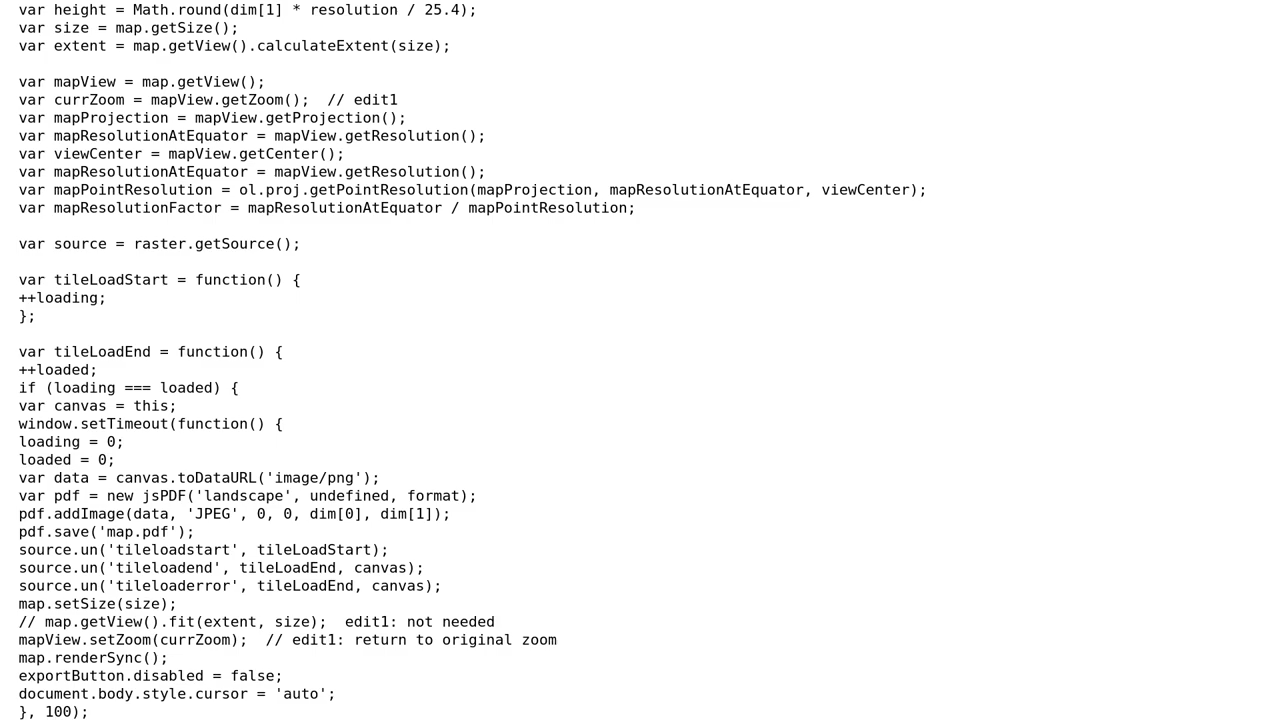 var height = Math.round(dim[1] * resolution / 25.4);
var size = map.getSize();
var extent = map.getView().calculateExtent(size);

var mapView = map.getView();
var currZoom = mapView.getZoom();  // edit1
var mapProjection = mapView.getProjection();
var mapResolutionAtEquator = mapView.getResolution();
var viewCenter = mapView.getCenter();
var mapResolutionAtEquator = mapView.getResolution();
var mapPointResolution = ol.proj.getPointResolution(mapProjection, mapResolutionAtEquator, viewCenter);
var mapResolutionFactor = mapResolutionAtEquator / mapPointResolution;

var source = raster.getSource();

var tileLoadStart = function() {
++loading;
};

var tileLoadEnd = function() {
++loaded;
if (loading === loaded) {
var canvas = this;
window.setTimeout(function() {
loading = 0;
loaded = 0;
var data = canvas.toDataURL('image/png');
var pdf = new jsPDF('landscape', undefined, format);
pdf.addImage(data, 'JPEG', 0, 0, dim[0], dim[1]);
pdf.save('map.pdf');
source.un('tileloadstart', tileLoadStart);
source.un('tileloadend', tileLoadEnd, canvas);
source.un('tileloaderror', tileLoadEnd, canvas);
map.setSize(size);
// map.getView().fit(extent, size);  edit1: not needed
mapView.setZoom(currZoom);  // edit1: return to original zoom
map.renderSync();
exportButton.disabled = false;
document.body.style.cursor = 'auto';
}, 100);